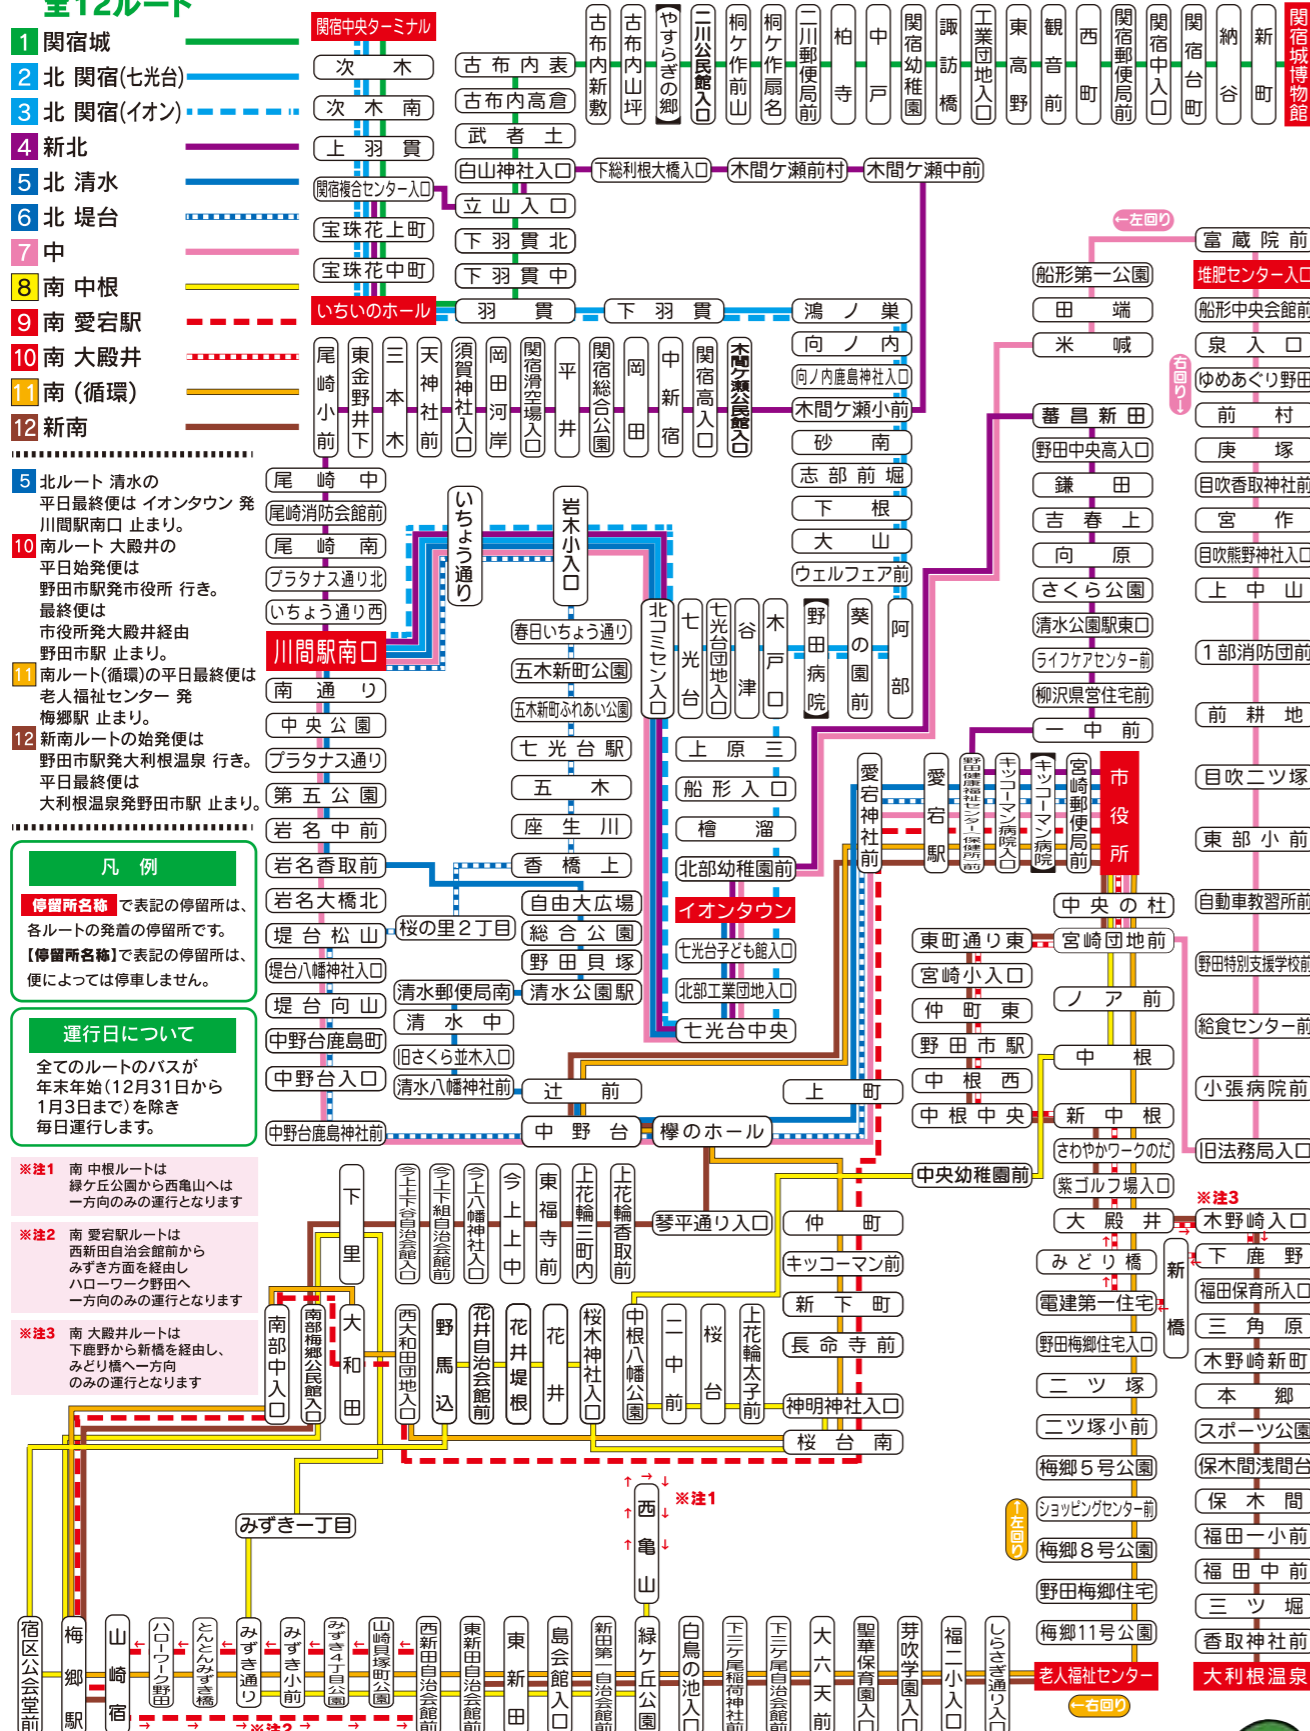 全12ルート
1 関宿城
2 北 関宿(七光台)
3 北 関宿(イオン)
4 新北
5 北 清水
6 北 堤台
7 中
8 南 中根
9 南 愛宕駅
10 南 大殿井
11 南 (循環)
12 新南
5 北ルート 清水の
平日最終便は イオンタウン 発
川間駅南口 止まり。
10 南ルート 大殿井の
平日始発便は
野田市駅発市役所 行き。
最終便は
市役所発大殿井経由
野田市駅 止まり。
11 南ルート(循環)の平日最終便は
老人福祉センター 発
梅郷駅 止まり。
12 新南ルートの始発便は
野田市駅発大利根温泉 行き。
平日最終便は
大利根温泉発野田市駅 止まり。
凡 例
停留所名称 で表記の停留所は、
各ルートの発着の停留所です。
【停留所名称】で表記の停留所は、
便によっては停車しません。
運行日について
全てのルートのバスが
年末年始(12月31日から
1月3日まで)を除き
毎日運行します。
※注1 南 中根ルートは
緑ケ丘公園から西亀山へは
一方向のみの運行となります
※注2 南 愛宕駅ルートは
西新田自治会館前から
みずき方面を経由し
ハローワーク野田へ
一方向のみの運行となります
※注3 南 大殿井ルートは
下鹿野から新橋を経由し、
みどり橋へ一方向
のみの運行となります
関宿中央ターミナル
次木
次木南
上羽貫
関宿複合センター入口
宝珠花上町
宝珠花中町
いちいのホール
古布内表
古布内高倉
武者土
白山神社入口
立山入口
下羽貫北
下羽貫中
羽貫
下羽貫
古布内新敷
古布内山坪
【やすらぎの郷】
二川公民館入口
桐ケ作前山
桐ケ作扇名
二川郵便局前
柏寺
中戸
関宿幼稚園
諏訪橋
工業団地入口
東高野
観音前
西町
関宿郵便局前
関宿中入口
関宿台町
納谷
新町
関宿城博物館
下総利根大橋入口
木間ケ瀬前村
木間ケ瀬中前
鴻ノ巣
向ノ内
向ノ内鹿島神社入口
木間ケ瀬小前
砂南
志部前堀
下根
大山
ウェルフェア前
尾崎小前
東金野井下
三本木
天神社前
須賀神社入口
岡田河岸
関宿滑空場入口
平井
関宿総合公園
岡田
中新宿
関宿高入口
木間ケ瀬公民館入口
尾崎中
尾崎消防会館前
尾崎南
プラタナス通り北
いちょう通り西
川間駅南口
南通り
中央公園
プラタナス通り
第五公園
岩名中前
岩名香取前
岩名大橋北
堤台松山
堤台八幡神社入口
堤台向山
中野台鹿島町
中野台入口
中野台鹿島神社前
いちょう通り
岩木小入口
春日いちょう通り
五木新町公園
五木新町ふれあい公園
七光台駅
五木
座生川
香橋上
桜の里2丁目
自由大広場
総合公園
野田貝塚
清水公園駅
清水郵便局南
清水中
旧さくら並木入口
清水八幡神社前
辻前
中野台
欅のホール
北コミセン入口
七光台
七光台団地入口
谷津
木戸口
【野田病院】
葵の園前
阿部
上原三
船形入口
檜溜
北部幼稚園前
イオンタウン
七光台子ども館入口
北部工業団地入口
七光台中央
上町
愛宕神社前
愛宕駅
野田健康福祉センター(保健所)前
キッコーマン病院入口
【キッコーマン病院】
宮崎郵便局前
市役所
←左回り
船形第一公園
田端
米喊
蕃昌新田
野田中央高入口
鎌田
吉春上
向原
さくら公園
清水公園駅東口
ライフケアセンター前
柳沢県営住宅前
一中前
右回り→
富蔵院前
堆肥センター入口
船形中央会館前
泉入口
ゆめあぐり野田
前村
庚塚
目吹香取神社前
宮作
目吹熊野神社入口
上中山
1部消防団前
前耕地
目吹二ツ塚
東部小前
自動車教習所前
野田特別支援学校前
給食センター前
小張病院前
旧法務局入口
中央の杜
宮崎団地前
ノア前
中根
新中根
さわやかワークのだ
紫ゴルフ場入口
大殿井
みどり橋
電建第一住宅
野田梅郷住宅入口
二ツ塚
二ツ塚小前
梅郷5号公園
ショッピングセンター前
梅郷8号公園
野田梅郷住宅
梅郷11号公園
老人福祉センター
←右回り
↑左回り
東町通り東
宮崎小入口
仲町東
野田市駅
中根西
中根中央
中央幼稚園前
※注3
木野崎入口
下鹿野
新橋
福田保育所入口
三角原
木野崎新町
本郷
スポーツ公園
保木間浅間台
保木間
福田一小前
福田中前
三ツ堀
香取神社前
大利根温泉
下里
今上下谷自治会館入口
今上下組自治会館前
今上八幡神社入口
今上上中
東福寺前
上花輪三町内
上花輪香取前
琴平通り入口
仲町
キッコーマン前
新下町
長命寺前
神明神社入口
桜台南
南部中入口
南部梅郷公民館入口
大和田
西大和田団地入口
野馬込
花井自治会館前
花井堤根
花井
桜木神社入口
中根八幡公園
二中前
桜台
上花輪太子前
みずき一丁目
西亀山
※注1
宿区公会堂前
梅郷駅
山崎宿
ハローワーク野田
とんとんみずき橋
みずき通り
みずき小前
みずき4丁目公園
山崎貝塚町公園
西新田自治会館前
東新田自治会館前
東新田
島会館入口
新田第一自治会館前
緑ケ丘公園
白鳥の池入口
下三ケ尾稲荷神社前
下三ケ尾自治会館前
大六天前
聖華保育園入口
芽吹学園入口
福二小入口
しらさぎ通り入口
※注2